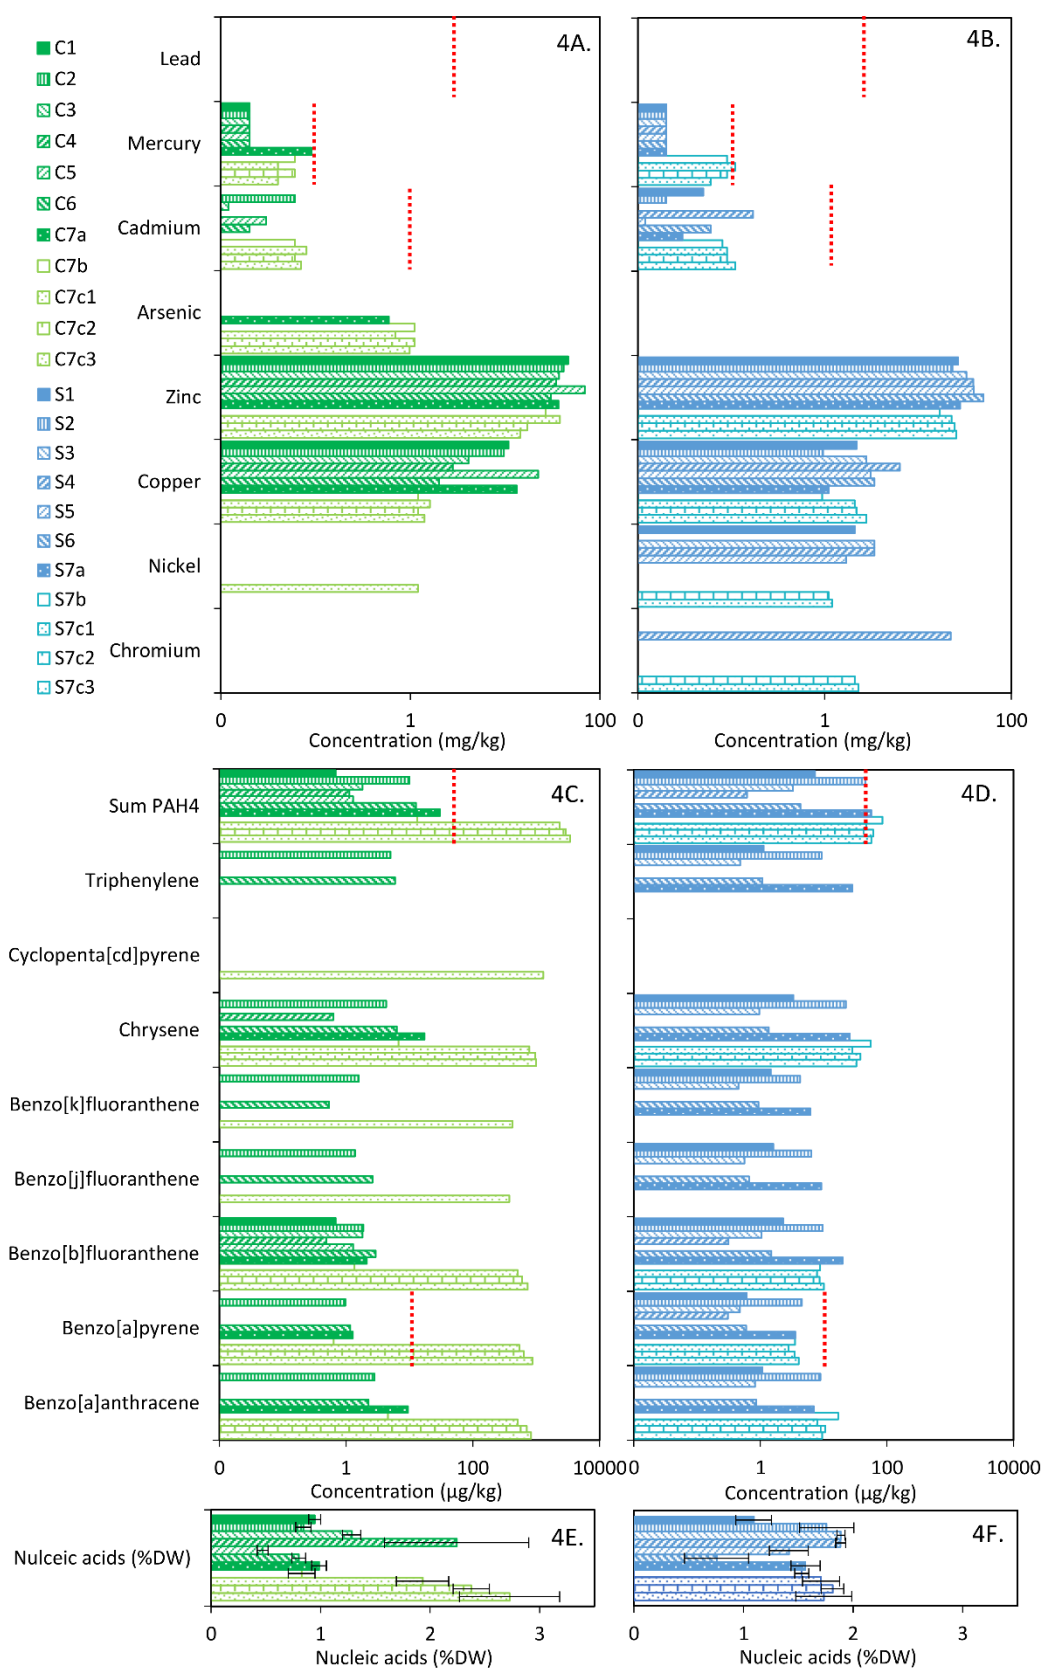 C1
C2
C3
C4
C5
C6
C7a
C7b
C7c1
C7c2
C7c3
S1
S2
S3
S4
S5
S6
S7a
S7b
S7c1
S7c2
S7c3
4A.
Lead
Mercury
Cadmium
Arsenic
Zinc
Copper
Nickel
Chromium
0 1 100
Concentration (mg/kg)
4B.
0 1 100
Concentration (mg/kg)
4C.
Sum PAH4
Triphenylene
Cyclopenta[cd]pyrene
Chrysene
Benzo[k]fluoranthene
Benzo[j]fluoranthene
Benzo[b]fluoranthene
Benzo[a]pyrene
Benzo[a]anthracene
0 1 100 10000
Concentration (µg/kg)
4D.
0 1 100 10000
Concentration (µg/kg)
4E.
Nulceic acids (%DW)
0 1 2 3
Nucleic acids (%DW)
4F.
0 1 2 3
Nucleic acids (%DW)